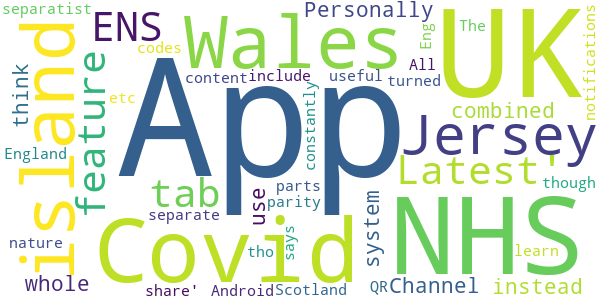 separatist
ENS
Personally
Wales
UK
codes
The
Eng
notifications
island
think
feature
App
content
include
useful
All
turned
constantly
combined
Jersey
etc
England
tab
Latest'
though
parts
parity
separate
use
Covid
system
NHS
nature
tho
says
learn
whole
share'
Android
Scotland
QR
Channel
instead